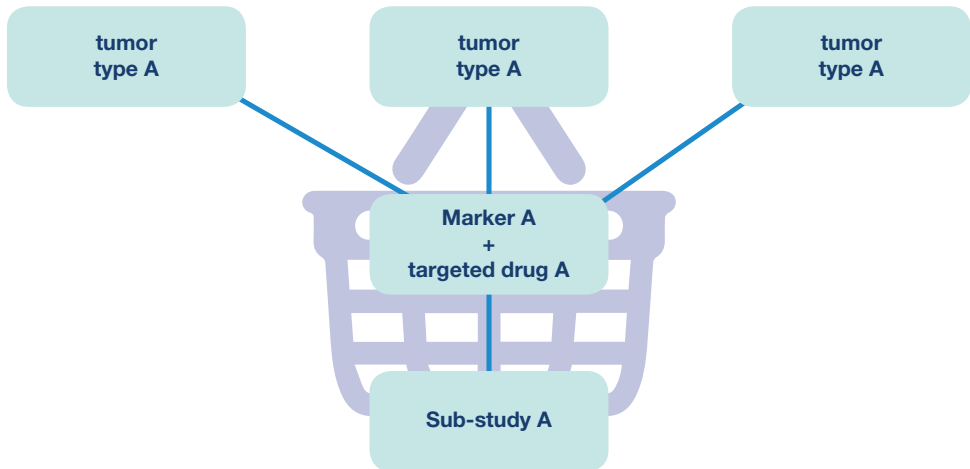 tumor
type A
tumor
type A
tumor
type A
Marker A
+
targeted drug A
Sub-study A